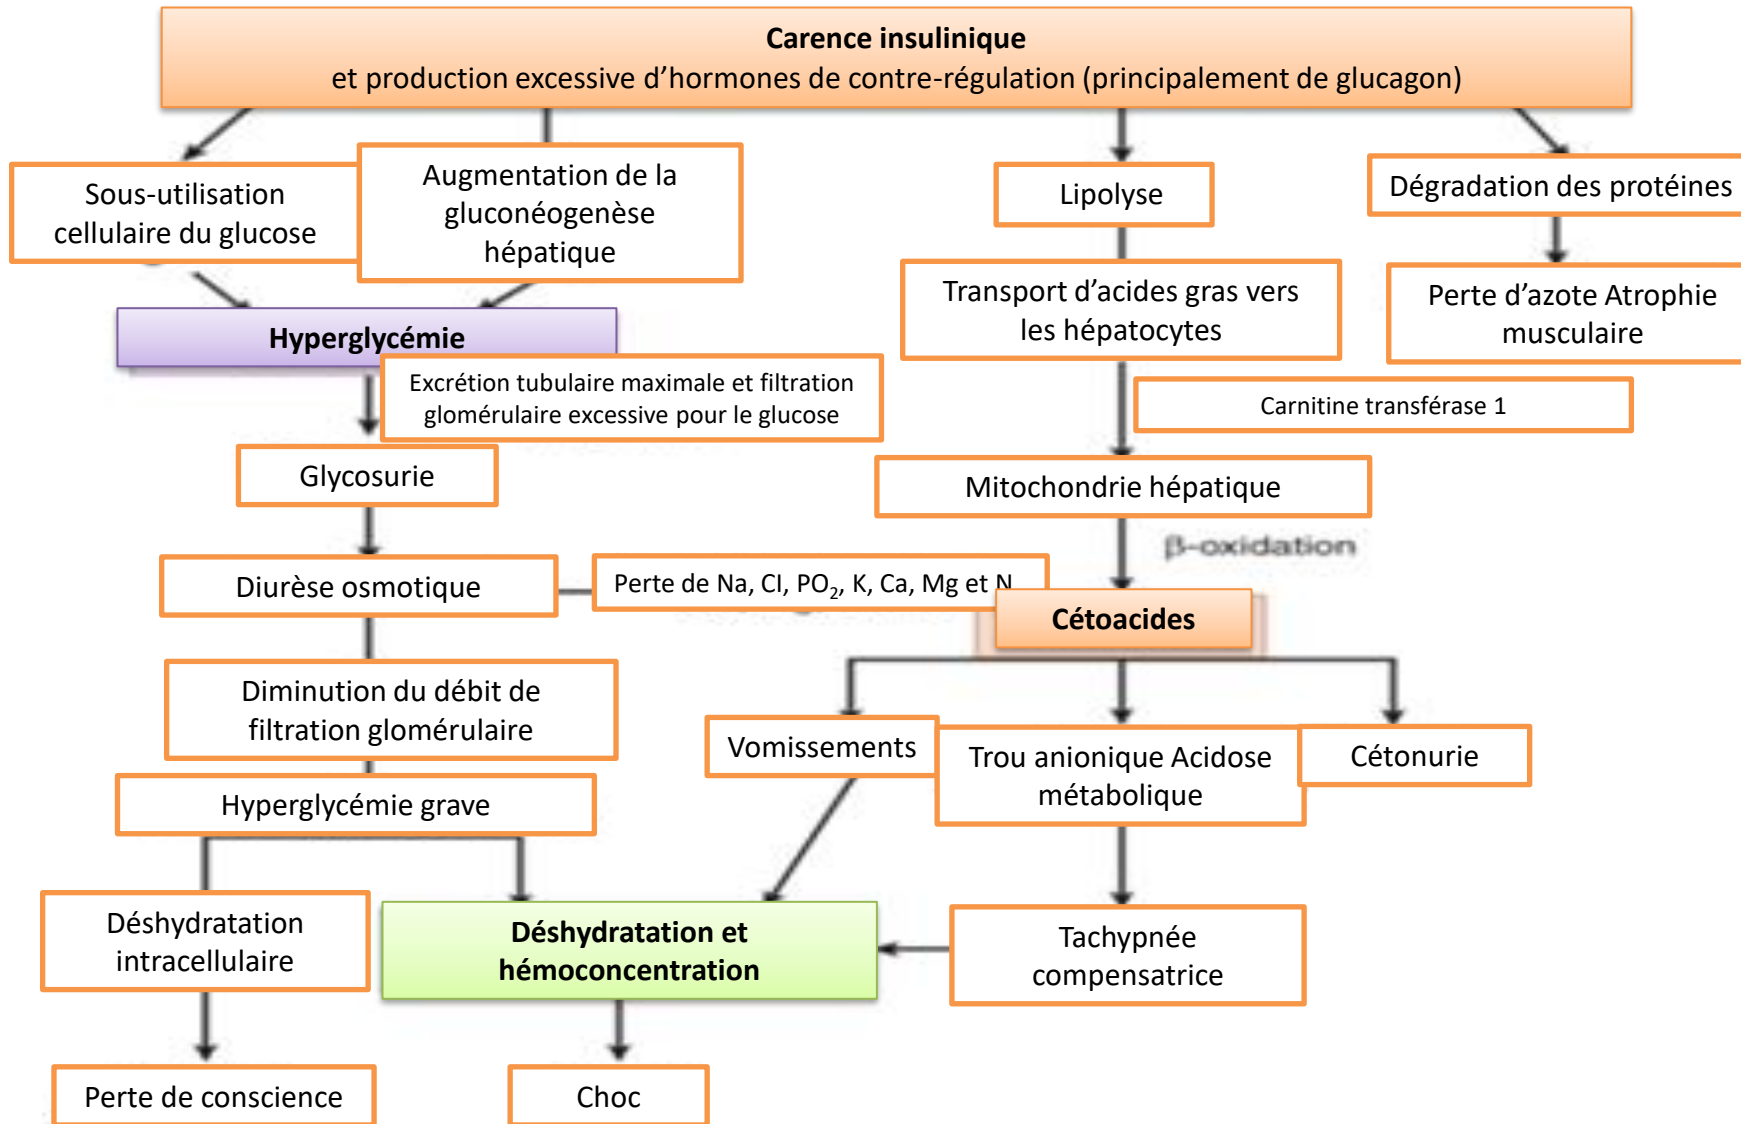 Carence insulinique
et production excessive d’hormones de contre-régulation (principalement de glucagon)
Sous-utilisation
cellulaire du glucose
Augmentation de la
gluconéogenèse
hépatique
Lipolyse
Dégradation des protéines
Transport d’acides gras vers
les hépatocytes
Perte d’azote Atrophie
musculaire
Hyperglycémie
Excrétion tubulaire maximale et filtration
glomérulaire excessive pour le glucose
Carnitine transférase 1
Glycosurie
Mitochondrie hépatique
β-oxidation
Diurèse osmotique
Perte de Na, Cl, PO₂, K, Ca, Mg et N
Cétoacides
Diminution du débit de
filtration glomérulaire
Vomissements
Trou anionique Acidose
métabolique
Cétonurie
Hyperglycémie grave
Déshydratation
intracellulaire
Déshydratation et
hémoconcentration
Tachypnée
compensatrice
Perte de conscience
Choc